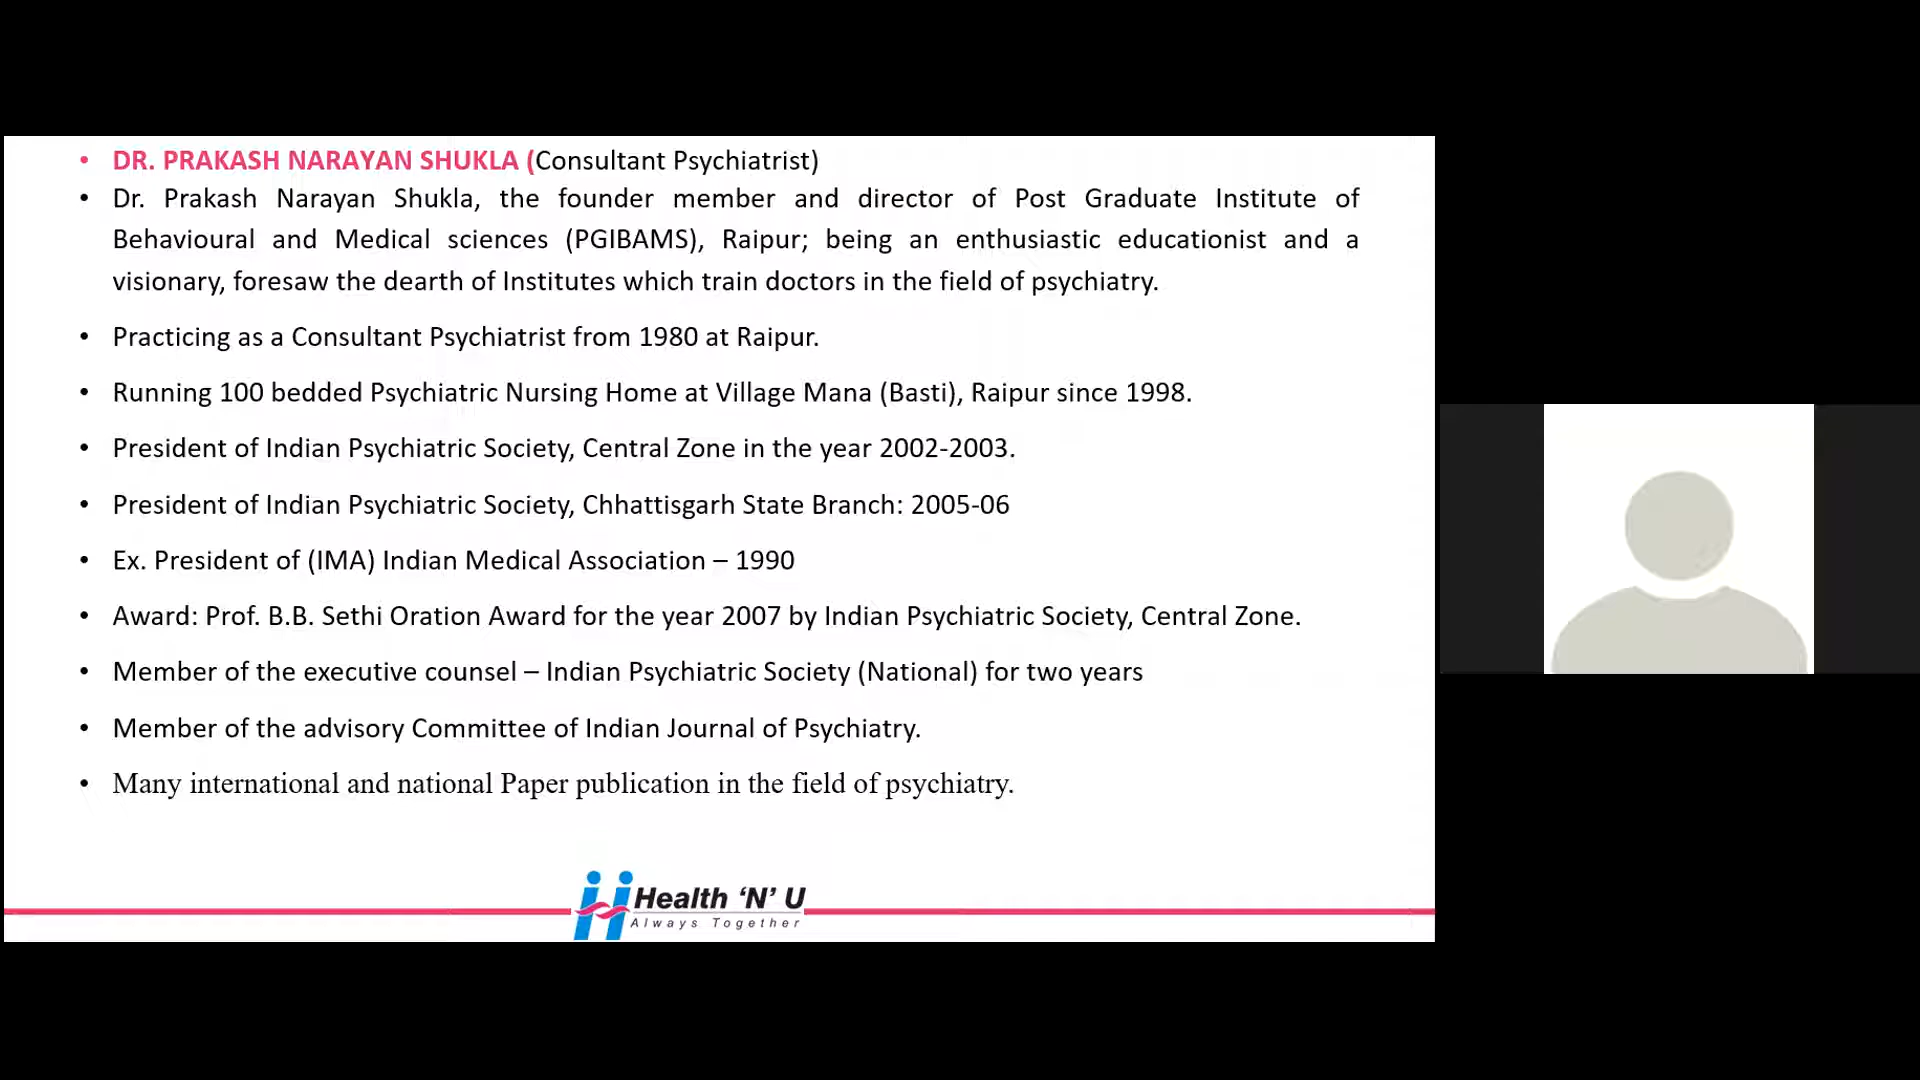 • DR. PRAKASH NARAYAN SHUKLA (Consultant Psychiatrist)
• Dr. Prakash Narayan Shukla, the founder member and director of Post Graduate Institute of
Behavioural and Medical sciences (PGIBAMS), Raipur; being an enthusiastic educationist and a
visionary, foresaw the dearth of Institutes which train doctors in the field of psychiatry.
• Practicing as a Consultant Psychiatrist from 1980 at Raipur.
• Running 100 bedded Psychiatric Nursing Home at Village Mana (Basti), Raipur since 1998.
• President of Indian Psychiatric Society, Central Zone in the year 2002-2003.
• President of Indian Psychiatric Society, Chhattisgarh State Branch: 2005-06
• Ex. President of (IMA) Indian Medical Association – 1990
• Award: Prof. B.B. Sethi Oration Award for the year 2007 by Indian Psychiatric Society, Central Zone.
• Member of the executive counsel – Indian Psychiatric Society (National) for two years
• Member of the advisory Committee of Indian Journal of Psychiatry.
• Many international and national Paper publication in the field of psychiatry.
Health ‘N’ U
Always Together